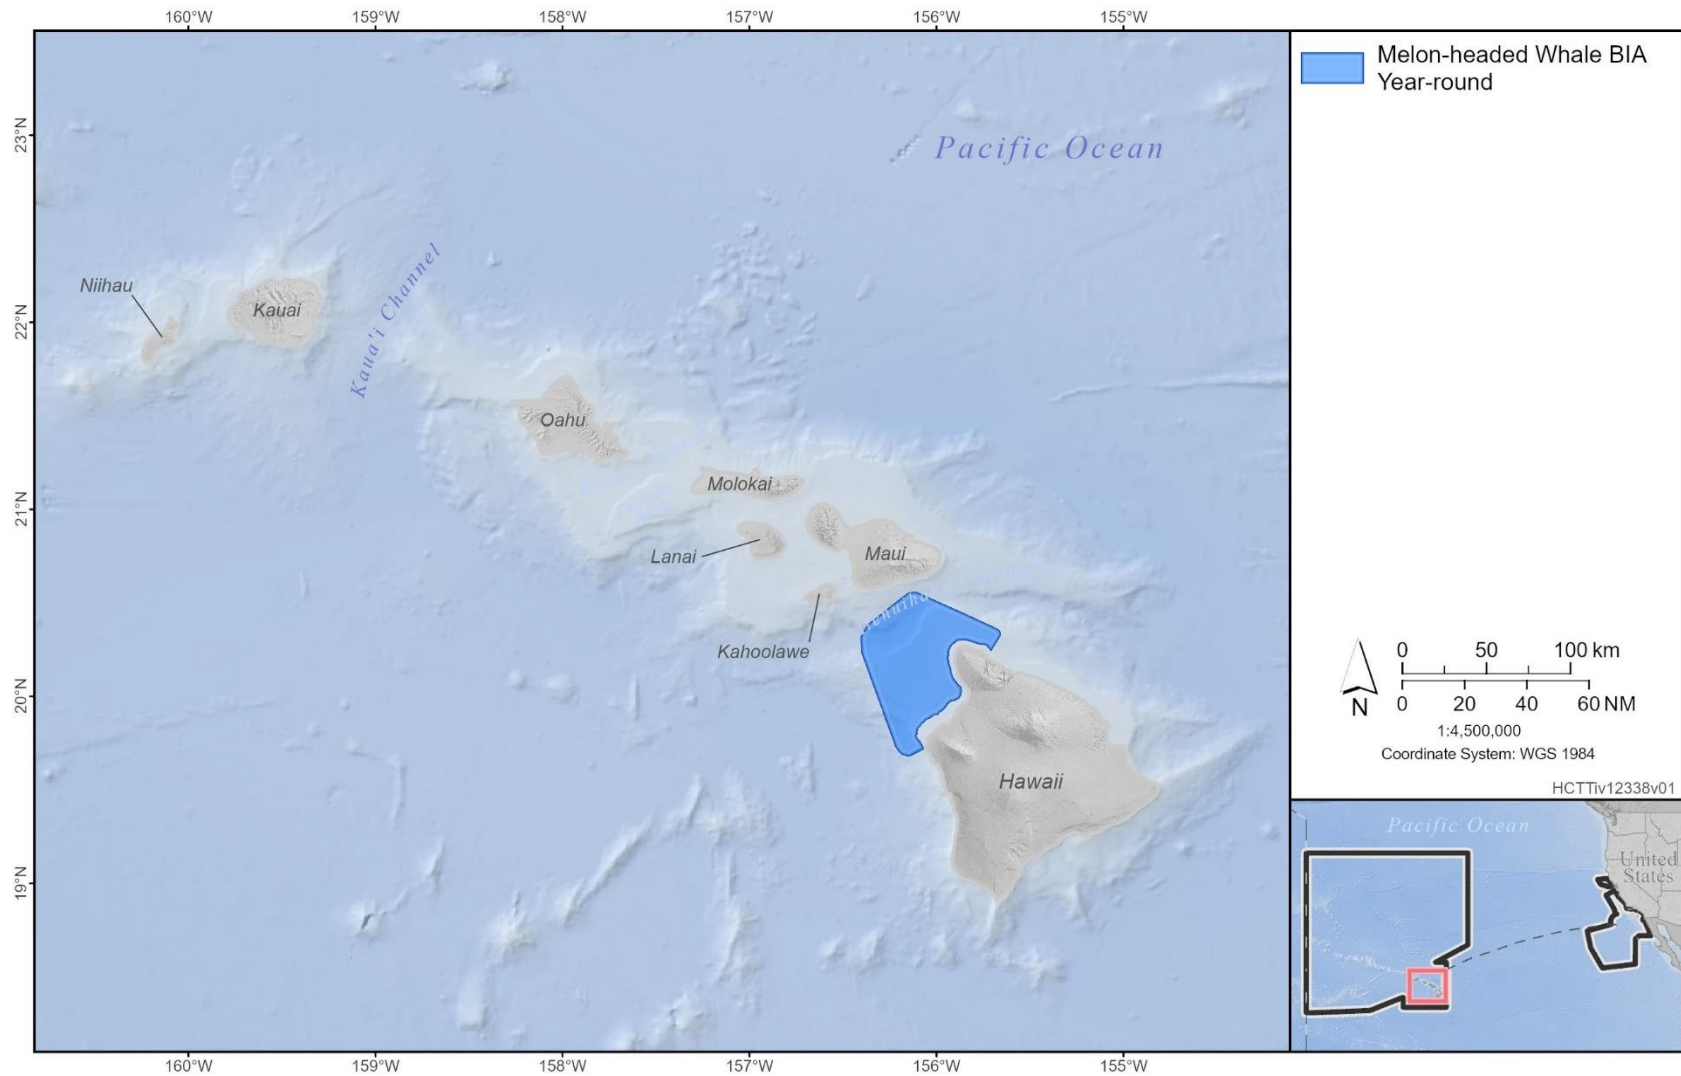 160°W 159°W 158°W 157°W 156°W 155°W
Melon-headed Whale BIA
Year-round
23°N
Pacific Ocean
Niihau
Kauai
Kaua'i Channel
22°N
Oahu
Molokai
21°N
Lanai
Maui
Kahoolawe
20°N
Hawaii
19°N
160°W 159°W 158°W 157°W 156°W 155°W
0 50 100 km
N
0 20 40 60 NM
1:4,500,000
Coordinate System: WGS 1984
HCTTiv12338v01
Pacific Ocean
United
States